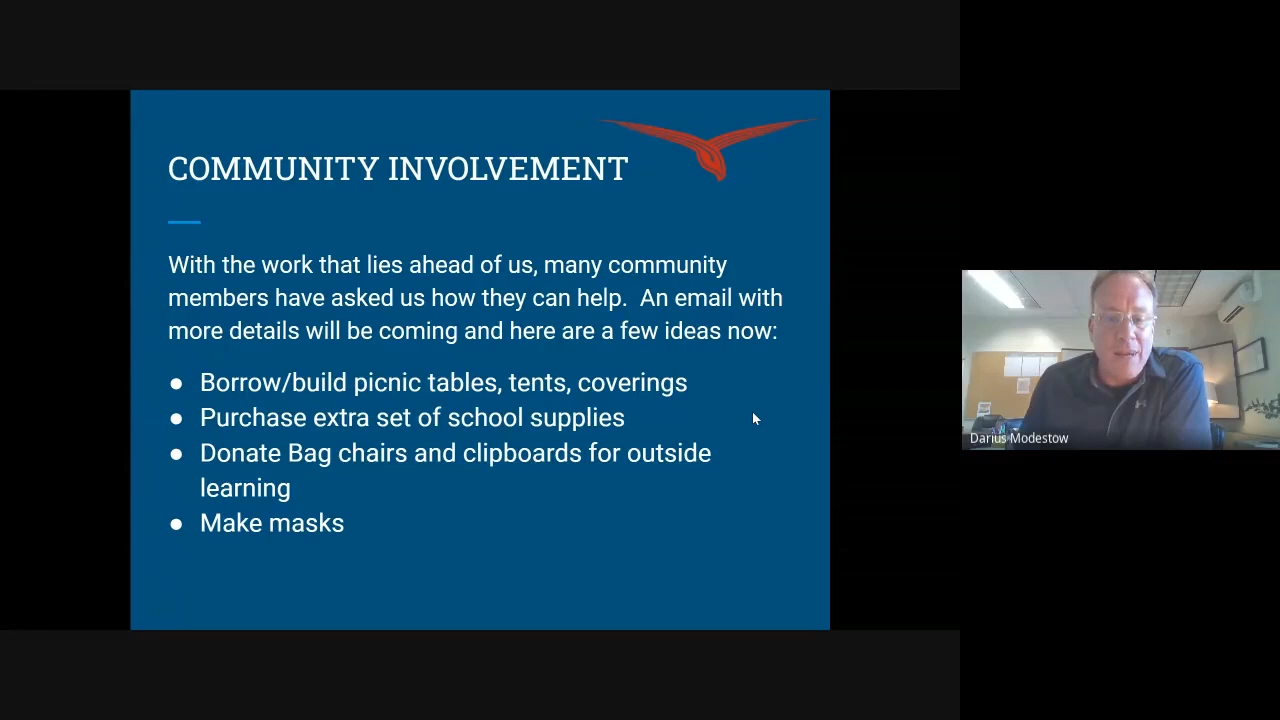 COMMUNITY INVOLVEMENT
With the work that lies ahead of us, many community
members have asked us how they can help.  An email with
more details will be coming and here are a few ideas now:
● Borrow/build picnic tables, tents, coverings
● Purchase extra set of school supplies
● Donate Bag chairs and clipboards for outside
learning
● Make masks
Darius Modestow